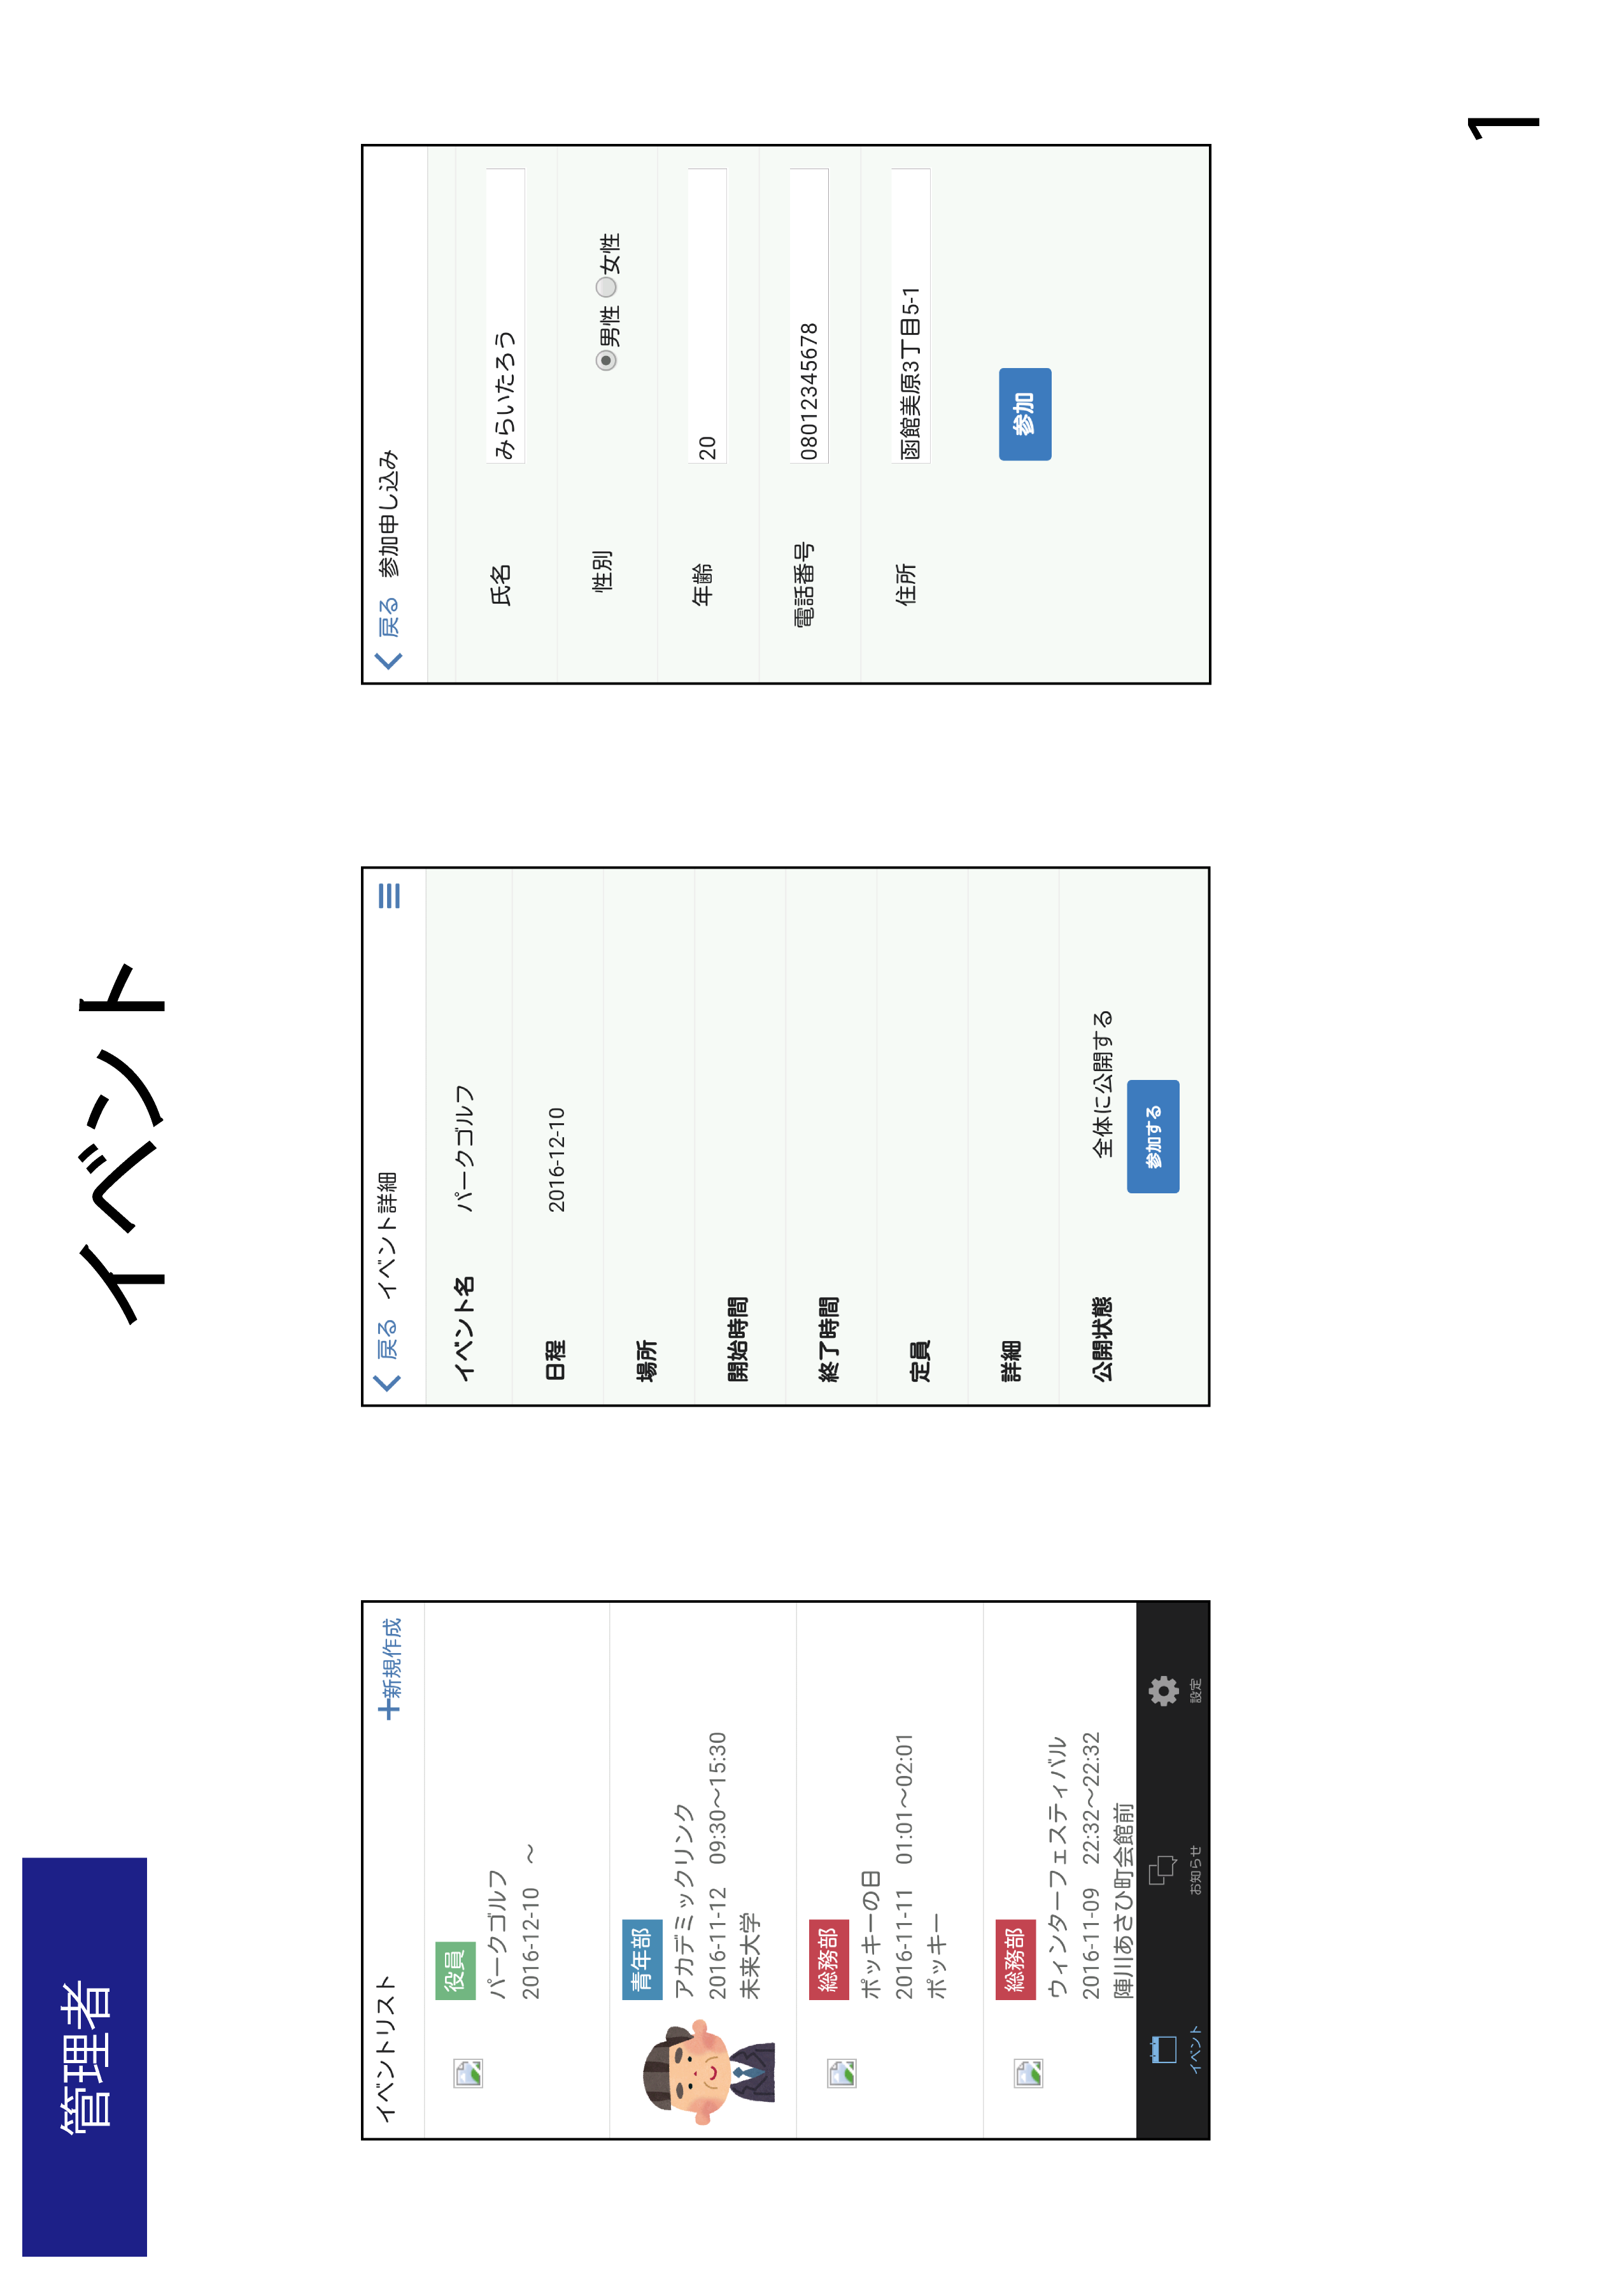 管理者
イベント
イベントリスト
+新規作成
役員
パークゴルフ
2016-12-10 ～
青年部
アカデミックリンク
2016-11-12 09:30～15:30
未来大学
総務部
ポッキーの日
2016-11-11 01:01～02:01
ポッキー
総務部
ウィンターフェスティバル
2016-11-09 22:32～22:32
陣川あさひ町会館前
イベント
お知らせ
設定
戻る イベント詳細
イベント名 パークゴルフ
日程 2016-12-10
場所
開始時間
終了時間
定員
詳細
公開状態 全体に公開する
参加する
戻る 参加申し込み
氏名 みらいたろう
性別 男性 女性
年齢 20
電話番号 08012345678
住所 函館美原3丁目5-1
参加
1